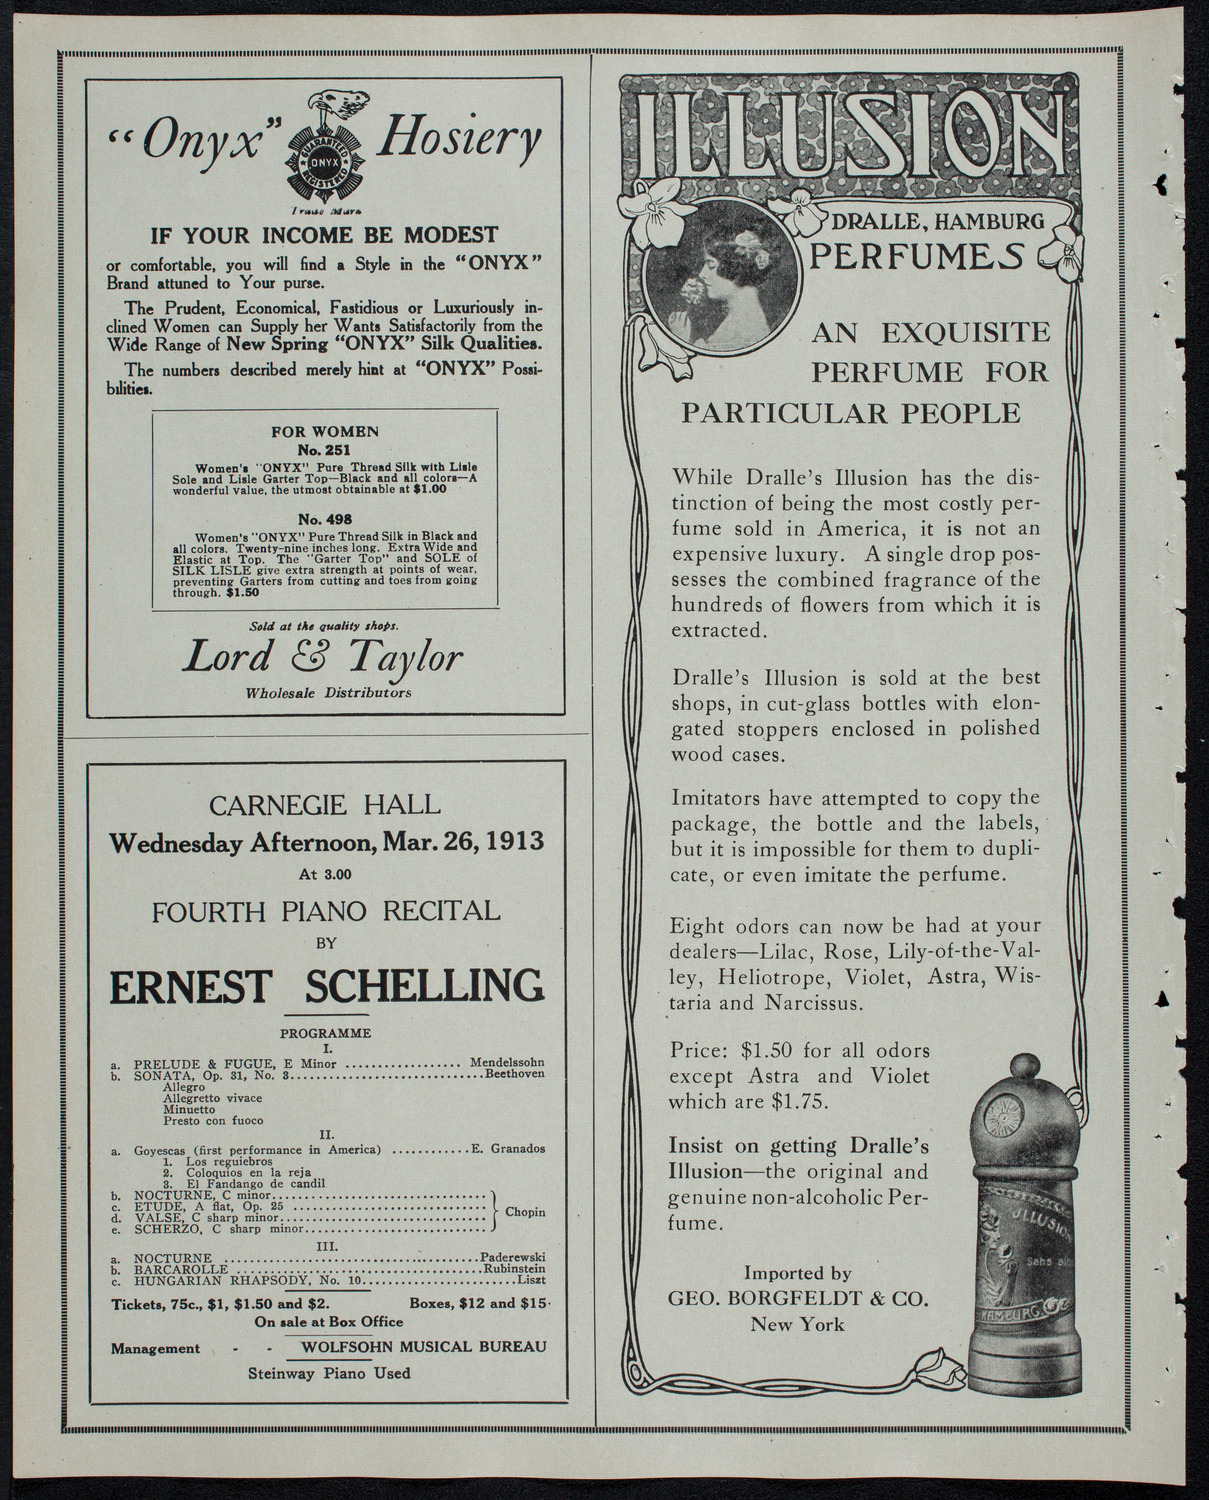 "Onyx" Hosiery
GUARANTEED
ONYX
REGISTERED
Trade Mark
IF YOUR INCOME BE MODEST
or comfortable, you will find a Style in the "ONYX"
Brand attuned to Your purse.
The Prudent, Economical, Fastidious or Luxuriously in-
clined Women can Supply her Wants Satisfactorily from the
Wide Range of New Spring "ONYX" Silk Qualities.
The numbers described merely hint at "ONYX" Possi-
bilities.
FOR WOMEN
No. 251
Women's "ONYX" Pure Thread Silk with Lisle
Sole and Lisle Garter Top—Black and all colors—A
wonderful value, the utmost obtainable at $1.00
No. 498
Women's "ONYX" Pure Thread Silk in Black and
all colors. Twenty-nine inches long. Extra Wide and
Elastic at Top. The "Garter Top" and SOLE of
SILK LISLE give extra strength at points of wear,
preventing Garters from cutting and toes from going
through. $1.50
Sold at the quality shops.
Lord & Taylor
Wholesale Distributors
CARNEGIE HALL
Wednesday Afternoon, Mar. 26, 1913
At 3.00
FOURTH PIANO RECITAL
BY
ERNEST SCHELLING
PROGRAMME
I.
a. PRELUDE & FUGUE, E Minor .................. Mendelssohn
b. SONATA, Op. 31, No. 3..............................Beethoven
Allegro
Allegretto vivace
Minuetto
Presto con fuoco
II.
a. Goyescas (first performance in America) ............E. Granados
1. Los reguiebros
2. Coloquios en la reja
3. El Fandango de candil
b. NOCTURNE, C minor..................................
c. ETUDE, A flat, Op. 25 ...............................
d. VALSE, C sharp minor.................................
e. SCHERZO, C sharp minor............................
Chopin
III.
a. NOCTURNE .......................................Paderewski
b. BARCAROLLE .....................................Rubinstein
c. HUNGARIAN RHAPSODY, No. 10........................Liszt
Tickets, 75c., $1, $1.50 and $2. Boxes, $12 and $15.
On sale at Box Office
Management - - WOLFSOHN MUSICAL BUREAU
Steinway Piano Used
ILLUSION
DRALLE, HAMBURG
PERFUMES
AN EXQUISITE
PERFUME FOR
PARTICULAR PEOPLE
While Dralle's Illusion has the dis-
tinction of being the most costly per-
fume sold in America, it is not an
expensive luxury. A single drop pos-
sesses the combined fragrance of the
hundreds of flowers from which it is
extracted.
Dralle's Illusion is sold at the best
shops, in cut-glass bottles with elon-
gated stoppers enclosed in polished
wood cases.
Imitators have attempted to copy the
package, the bottle and the labels,
but it is impossible for them to dupli-
cate, or even imitate the perfume.
Eight odors can now be had at your
dealers—Lilac, Rose, Lily-of-the-Val-
ley, Heliotrope, Violet, Astra, Wis-
taria and Narcissus.
Price: $1.50 for all odors
except Astra and Violet
which are $1.75.
Insist on getting Dralle's
Illusion—the original and
genuine non-alcoholic Per-
fume.
Imported by
GEO. BORGFELDT & CO.
New York
ILLUSION
Sans
HAMBURG